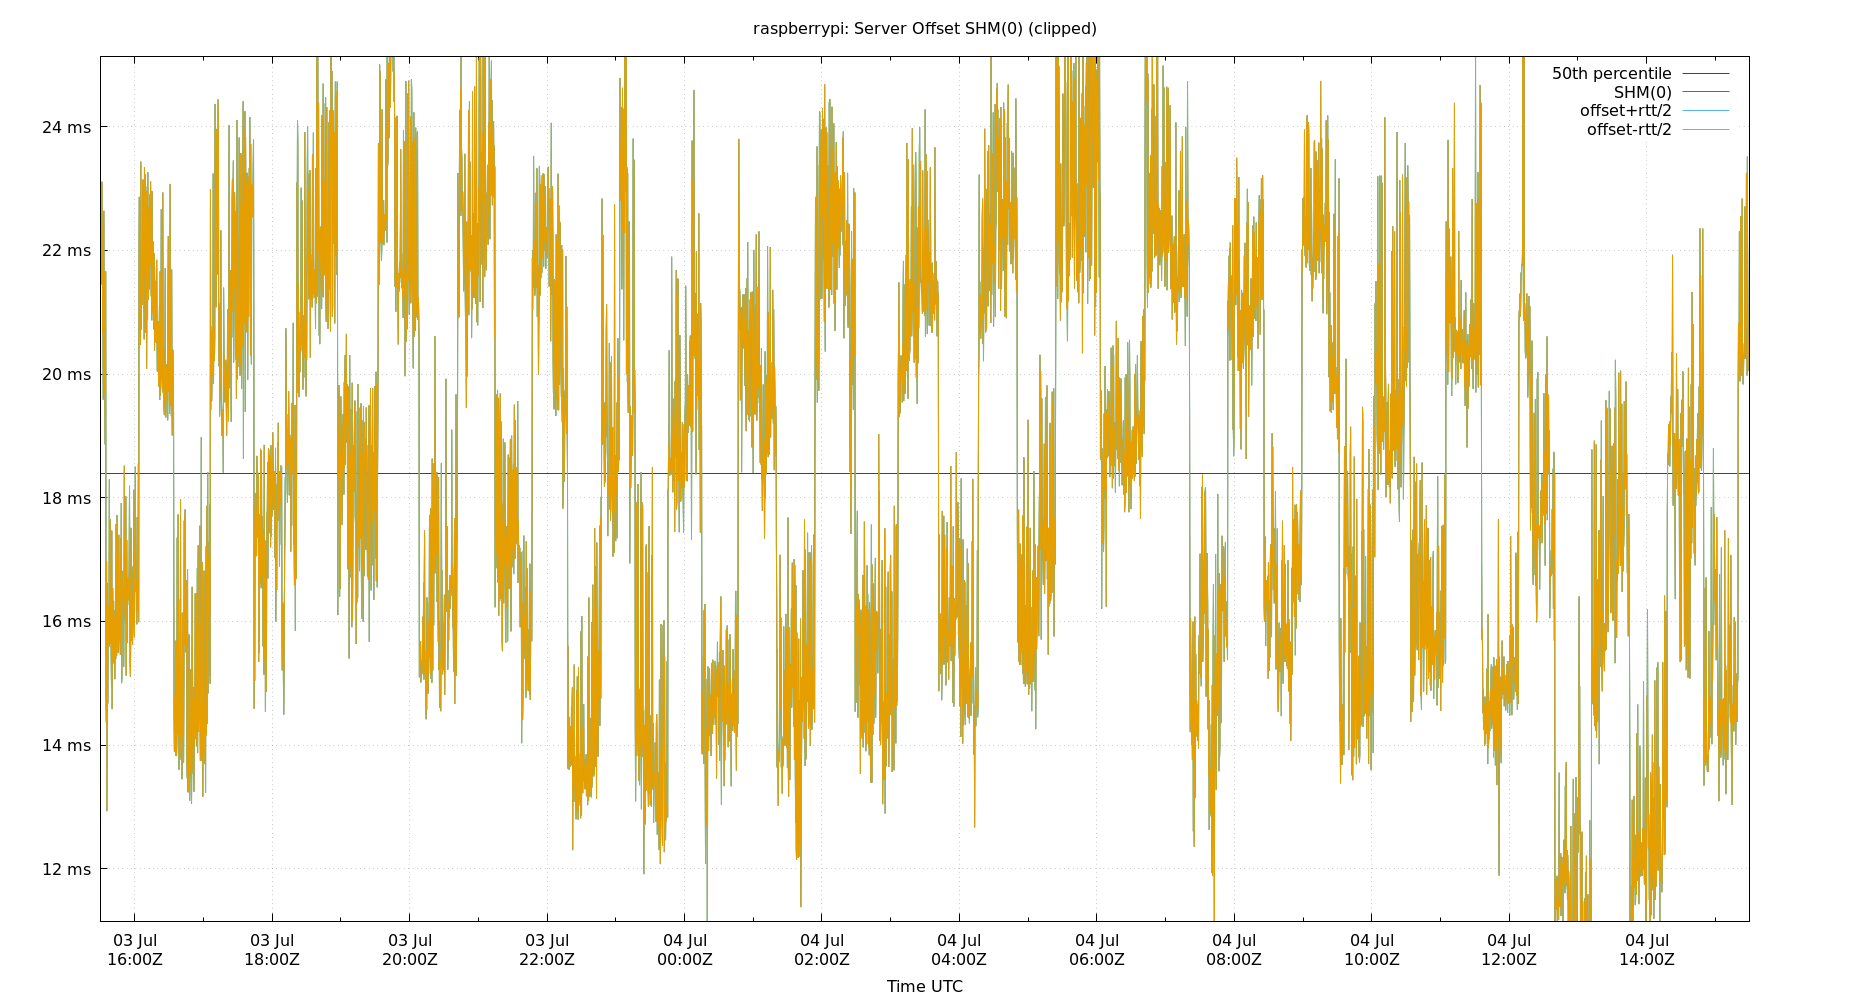 raspberrypi: Server Offset SHM(0) (clipped)
50th percentile
SHM(0)
offset+rtt/2
offset-rtt/2
24 ms
22 ms
20 ms
18 ms
16 ms
14 ms
12 ms
03 Jul 03 Jul 03 Jul 03 Jul 04 Jul 04 Jul 04 Jul 04 Jul 04 Jul 04 Jul 04 Jul 04 Jul
16:00Z 18:00Z 20:00Z 22:00Z 00:00Z 02:00Z 04:00Z 06:00Z 08:00Z 10:00Z 12:00Z 14:00Z
Time UTC